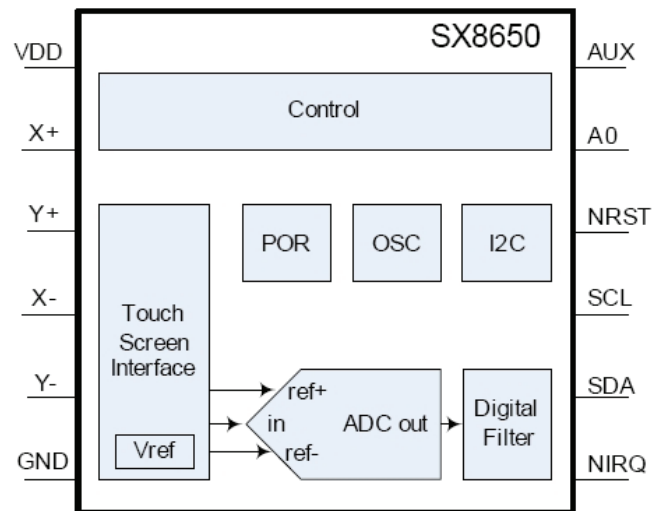 SX8650
VDD
AUX
Control
X+
A0
Y+
NRST
POR
OSC
I2C
X-
SCL
Touch
Screen
Interface
Y-
SDA
ref+
in
ADC out
ref-
Digital
Filter
Vref
GND
NIRQ